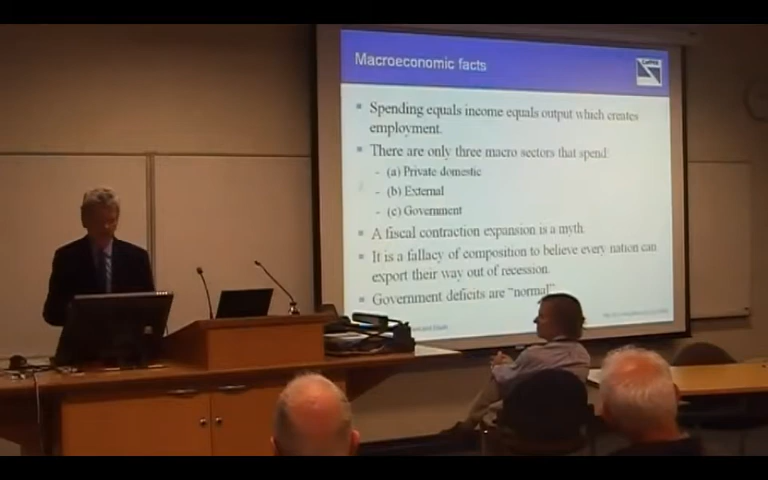 Macroeconomic facts
Spending equals income equals output which creates
employment.
There are only three macro sectors that spend:
- (a) Private domestic
- (b) External
- (c) Government
A fiscal contraction expansion is a myth.
It is a fallacy of composition to believe every nation can
export their way out of recession.
Government deficits are “normal”